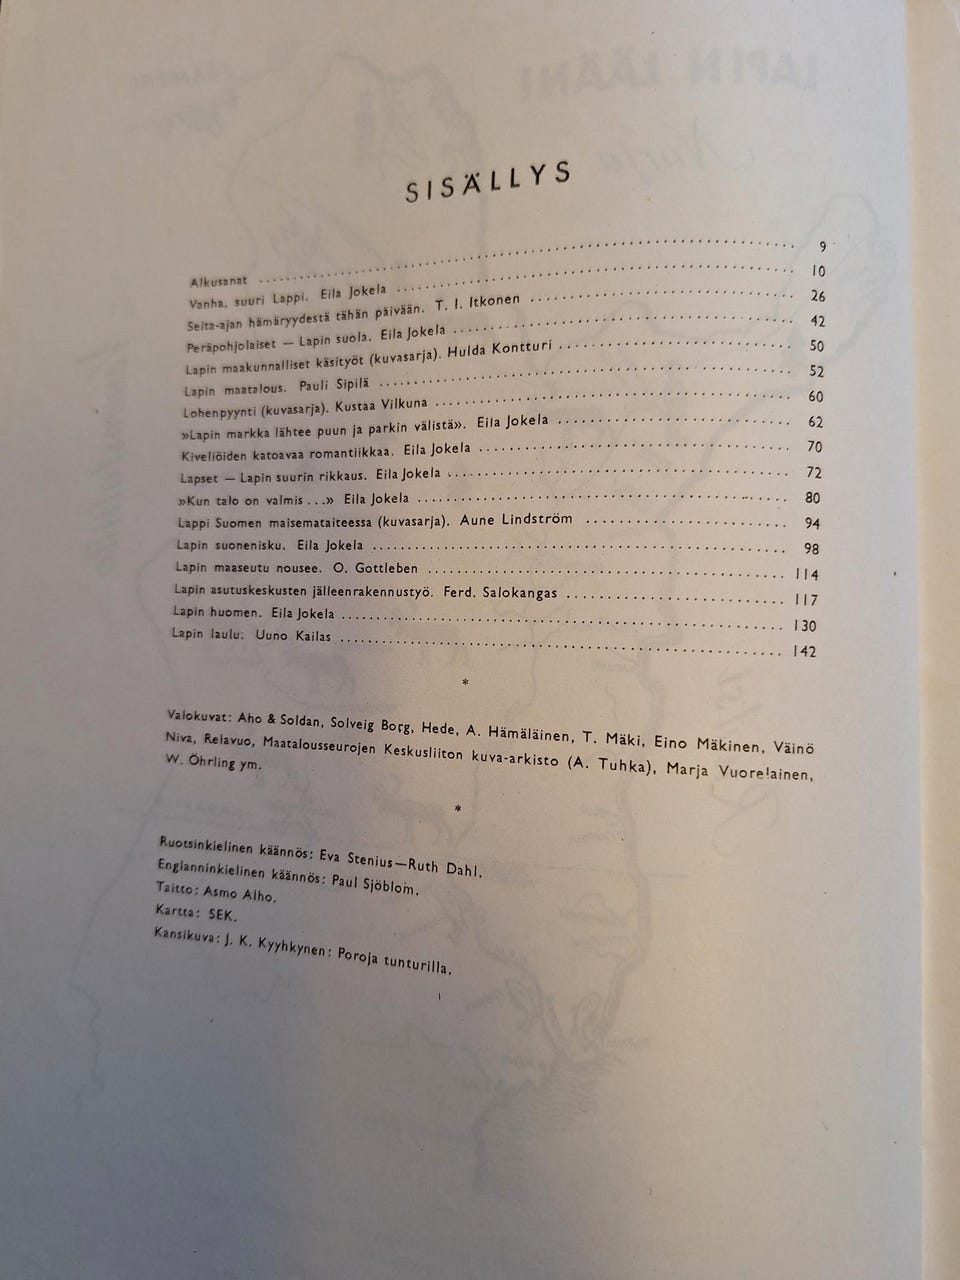 SISÄLLYS
Alkusanat .......... 9
Vanha, suuri Lappi. Eila Jokela .......... 10
Seita-ajan hämäryydestä tähän päivään. T. I. Itkonen .......... 26
Peräpohjolaiset — Lapin suola. Eila Jokela .......... 42
Lapin maakunnalliset käsityöt (kuvasarja). Hulda Kontturi .......... 50
Lapin maatalous. Pauli Sipilä .......... 52
Lohenpyynti (kuvasarja). Kustaa Vilkuna .......... 60
»Lapin markka lähtee puun ja parkin välistä». Eila Jokela .......... 62
Kiveliöiden katoavaa romantiikkaa. Eila Jokela .......... 70
Lapset — Lapin suurin rikkaus. Eila Jokela .......... 72
»Kun talo on valmis...» Eila Jokela .......... 80
Lappi Suomen maisemataiteessa (kuvasarja). Aune Lindström .......... 94
Lapin suonenisku. Eila Jokela .......... 98
Lapin maaseutu nousee. O. Gottleben .......... 114
Lapin asutuskeskusten jälleenrakennustyö. Ferd. Salokangas .......... 117
Lapin huomen. Eila Jokela .......... 130
Lapin laulu. Uuno Kailas .......... 142
*
Valokuvat: Aho & Soldan, Solveig Borg, Hede, A. Hämäläinen, T. Mäki, Eino Mäkinen, Väinö
Niva, Relavuo, Maatalousseurojen Keskusliiton kuva-arkisto (A. Tuhka), Marja Vuorelainen,
W. Öhrling ym.
*
Ruotsinkielinen käännös: Eva Stenius—Ruth Dahl.
Englanninkielinen käännös: Paul Sjöblom.
Taitto: Asmo Alho.
Kartta: SEK.
Kansikuva: J. K. Kyyhkynen: Poroja tunturilla.